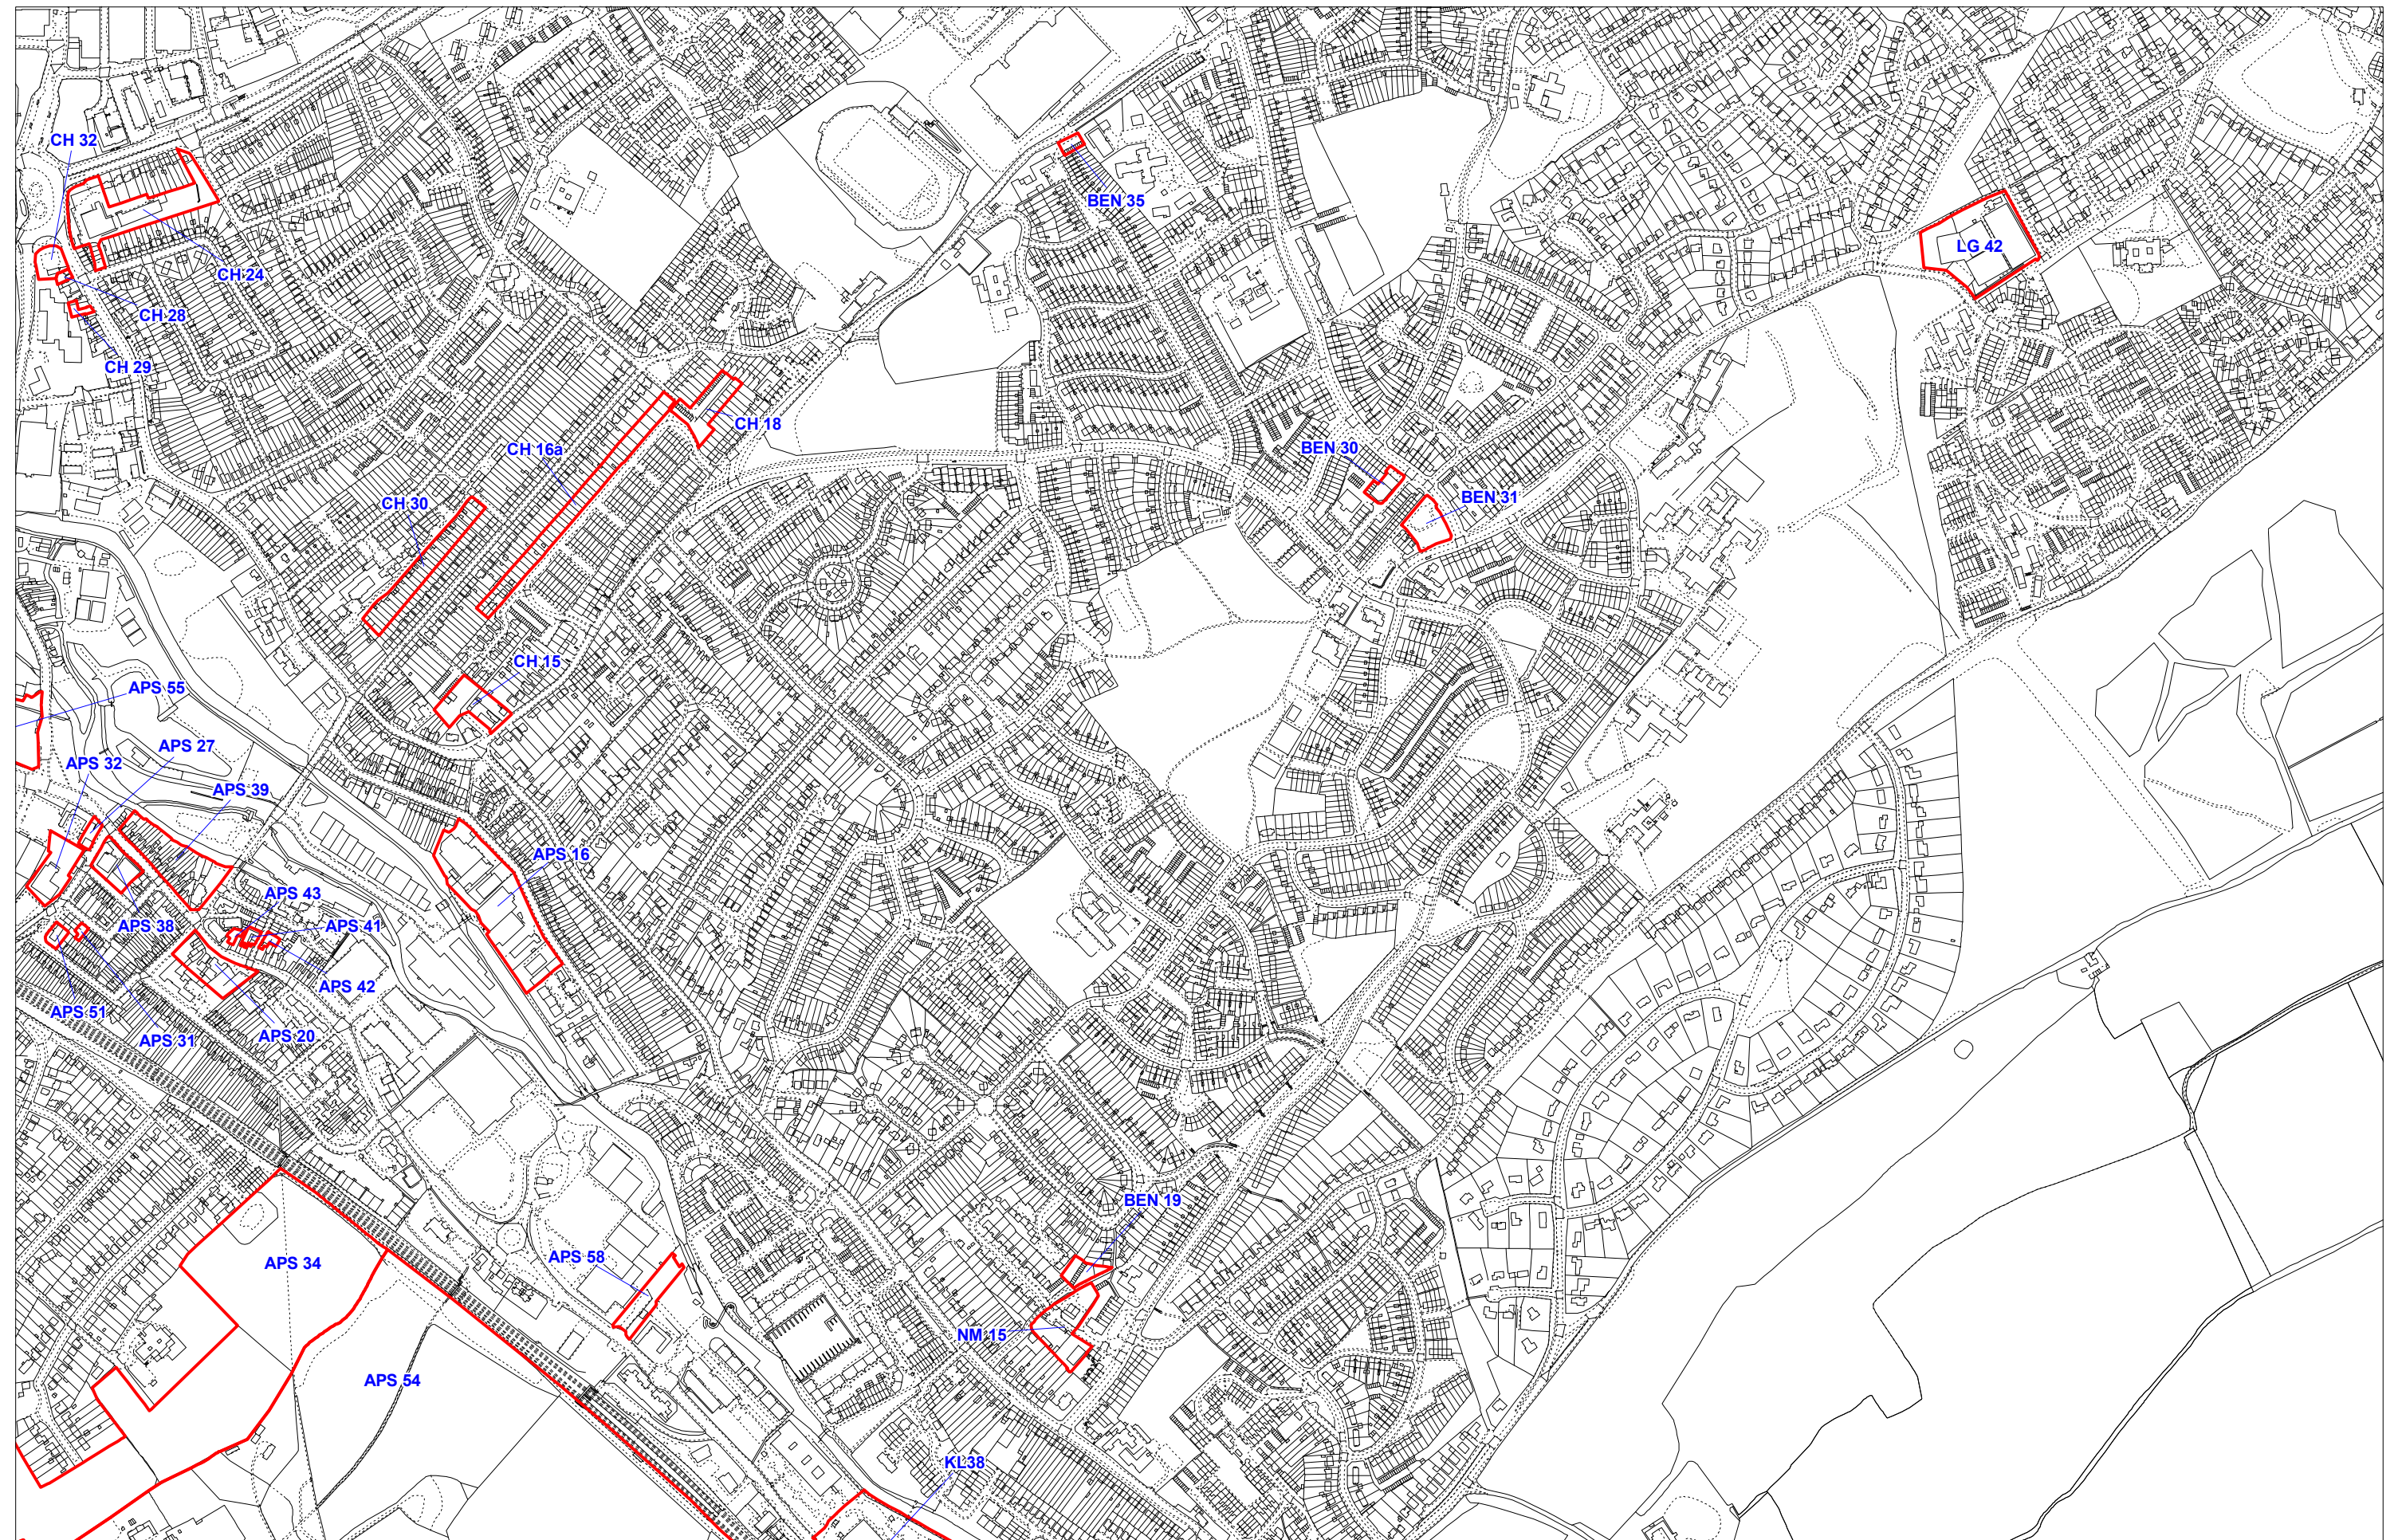 CH 32
BEN 35
LG 42
CH 24
CH 28
CH 29
CH 18
CH 16a
BEN 30
BEN 31
CH 30
CH 15
APS 55
APS 27
APS 32
APS 39
APS 16
APS 43
APS 38
APS 41
APS 42
APS 51
APS 20
APS 31
BEN 19
APS 58
APS 34
NM 15
APS 54
KL38